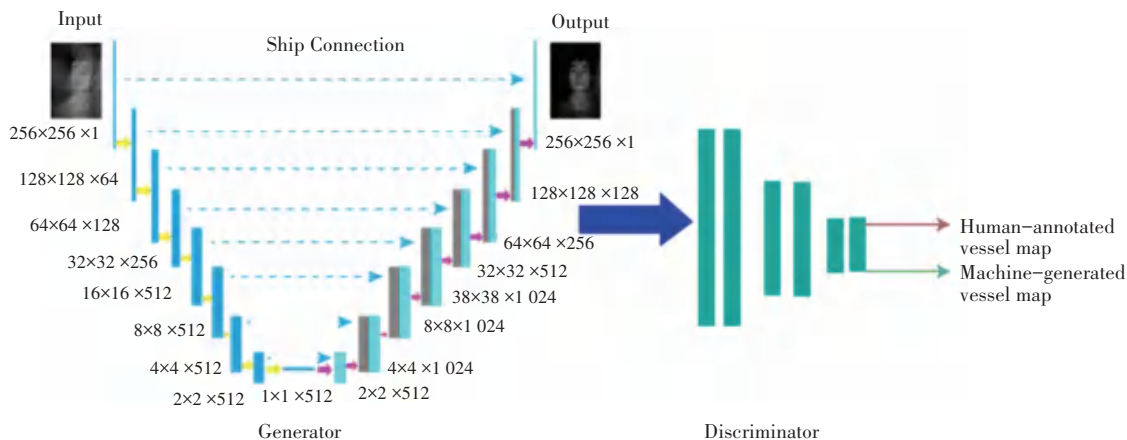 Input
Output
Ship Connection
256×256 ×1
128×128 ×64
64×64 ×128
32×32 ×256
16×16 ×512
8×8 ×512
4×4 ×512
2×2 ×512
1×1 ×512
2×2 ×512
4×4 ×1 024
8×8×1 024
38×38 ×1 024
32×32 ×512
64×64 ×256
128×128 ×128
256×256 ×1
Human−annotated
vessel map
Machine−generated
vessel map
Generator
Discriminator